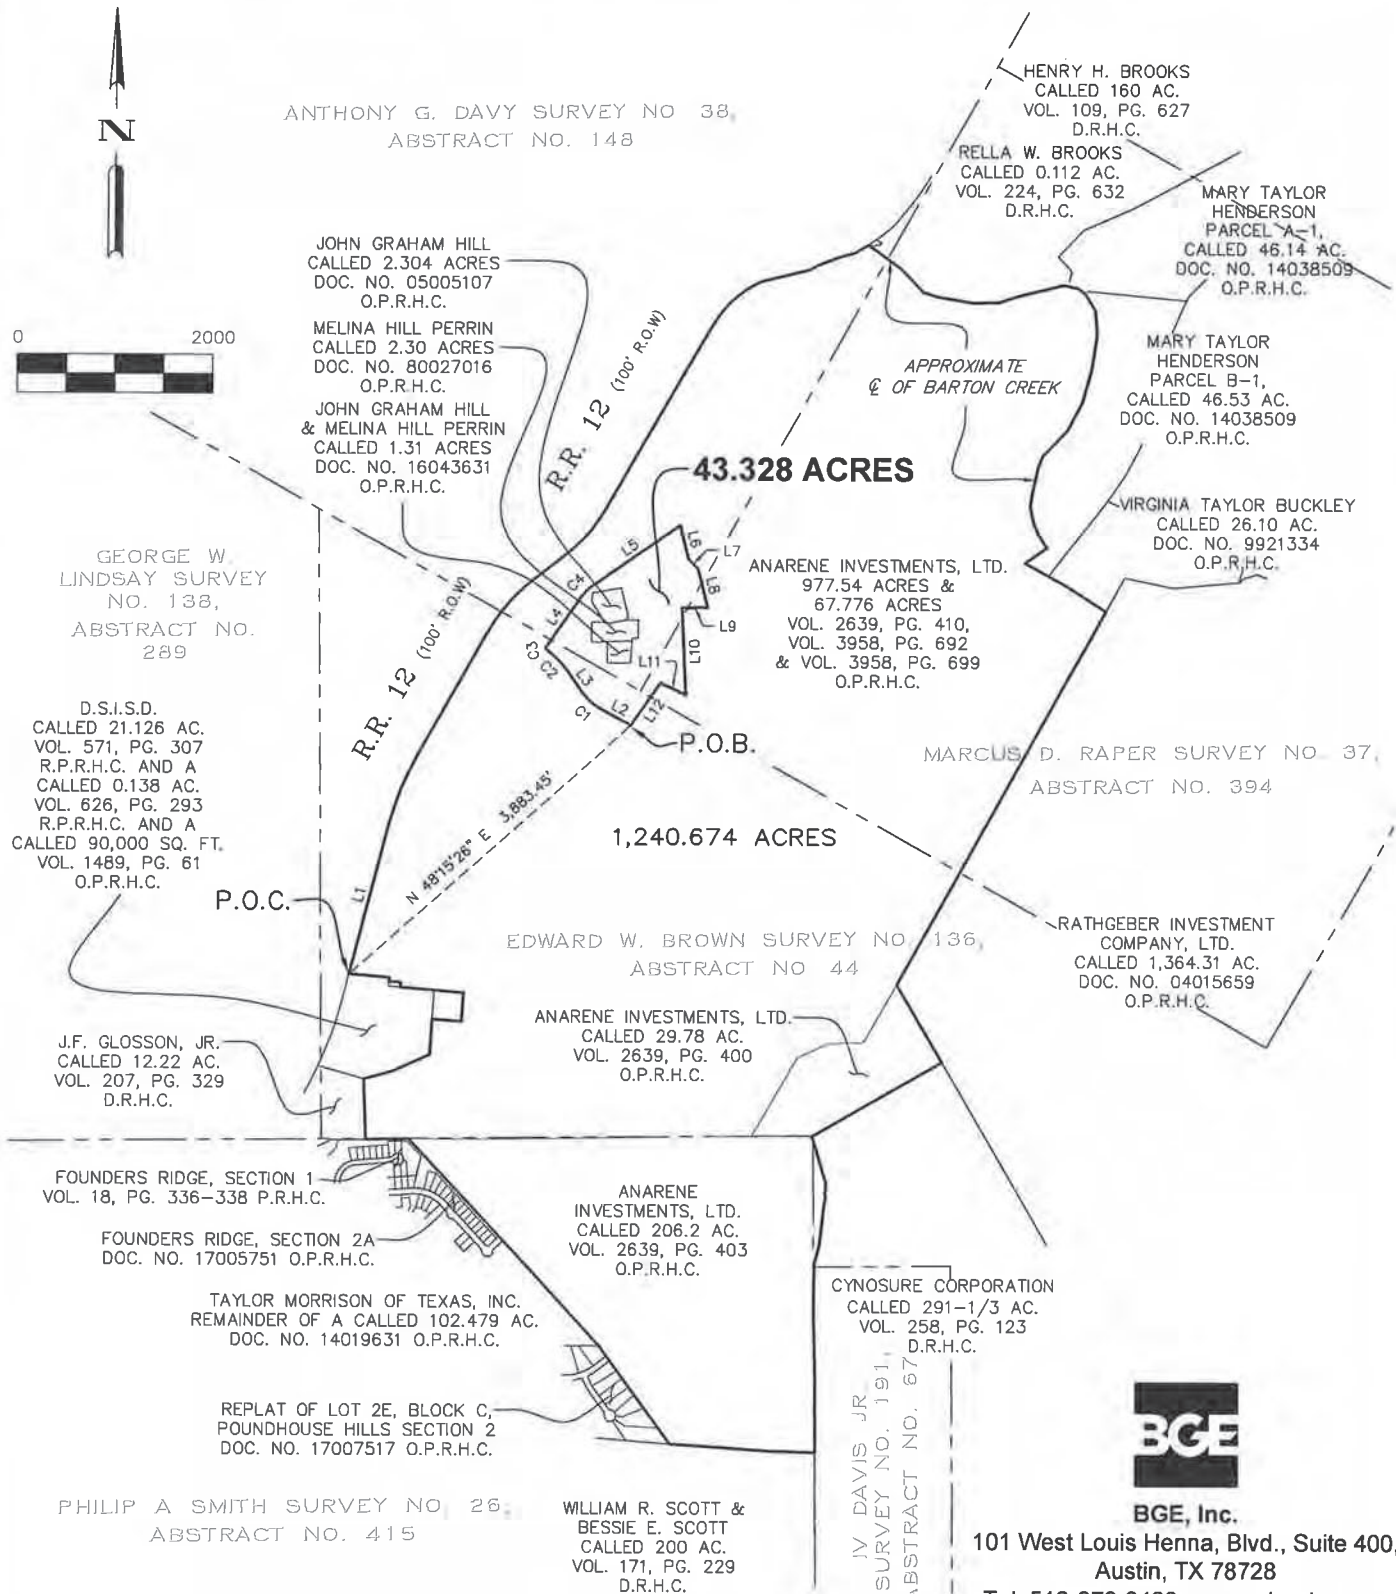 N
0 2000
ANTHONY G. DAVY SURVEY NO 38,
ABSTRACT NO. 148
HENRY H. BROOKS
CALLED 160 AC.
VOL. 109, PG. 627
D.R.H.C.
RELLA W. BROOKS
CALLED 0.112 AC.
VOL. 224, PG. 632
D.R.H.C.
MARY TAYLOR
HENDERSON
PARCEL A-1,
CALLED 46.14 AC.
DOC. NO. 14038509
O.P.R.H.C.
JOHN GRAHAM HILL
CALLED 2.304 ACRES
DOC. NO. 05005107
O.P.R.H.C.
MELINA HILL PERRIN
CALLED 2.30 ACRES
DOC. NO. 80027016
O.P.R.H.C.
JOHN GRAHAM HILL
& MELINA HILL PERRIN
CALLED 1.31 ACRES
DOC. NO. 16043631
O.P.R.H.C.
R.R. 12 (100' R.O.W)
APPROXIMATE
℄ OF BARTON CREEK
MARY TAYLOR
HENDERSON
PARCEL B-1,
CALLED 46.53 AC.
DOC. NO. 14038509
O.P.R.H.C.
43.328 ACRES
VIRGINIA TAYLOR BUCKLEY
CALLED 26.10 AC.
DOC. NO. 9921334
O.P.R.H.C.
GEORGE W.
LINDSAY SURVEY
NO. 138,
ABSTRACT NO.
289
L5
L6
L7
L8
L9
L10
L11
L12
C4
L4
C3
C2
L3
C1
L2
ANARENE INVESTMENTS, LTD.
977.54 ACRES &
67.776 ACRES
VOL. 2639, PG. 410,
VOL. 3958, PG. 692
& VOL. 3958, PG. 699
O.P.R.H.C.
R.R. 12 (100' R.O.W)
D.S.I.S.D.
CALLED 21.126 AC.
VOL. 571, PG. 307
R.P.R.H.C. AND A
CALLED 0.138 AC.
VOL. 626, PG. 293
R.P.R.H.C. AND A
CALLED 90,000 SQ. FT.
VOL. 1489, PG. 61
O.P.R.H.C.
P.O.B.
MARCUS D. RAPER SURVEY NO 37,
ABSTRACT NO. 394
N 48°15'26" E 3,883.45'
1,240.674 ACRES
L1
P.O.C.
EDWARD W. BROWN SURVEY NO 136,
ABSTRACT NO 44
RATHGEBER INVESTMENT
COMPANY, LTD.
CALLED 1,364.31 AC.
DOC. NO. 04015659
O.P.R.H.C.
J.F. GLOSSON, JR.
CALLED 12.22 AC.
VOL. 207, PG. 329
D.R.H.C.
ANARENE INVESTMENTS, LTD.
CALLED 29.78 AC.
VOL. 2639, PG. 400
O.P.R.H.C.
FOUNDERS RIDGE, SECTION 1
VOL. 18, PG. 336-338 P.R.H.C.
FOUNDERS RIDGE, SECTION 2A
DOC. NO. 17005751 O.P.R.H.C.
ANARENE
INVESTMENTS, LTD.
CALLED 206.2 AC.
VOL. 2639, PG. 403
O.P.R.H.C.
TAYLOR MORRISON OF TEXAS, INC.
REMAINDER OF A CALLED 102.479 AC.
DOC. NO. 14019631 O.P.R.H.C.
CYNOSURE CORPORATION
CALLED 291-1/3 AC.
VOL. 258, PG. 123
D.R.H.C.
REPLAT OF LOT 2E, BLOCK C,
POUNDHOUSE HILLS SECTION 2
DOC. NO. 17007517 O.P.R.H.C.
IV DAVIS JR
SURVEY NO. 191,
ABSTRACT NO. 67
PHILIP A SMITH SURVEY NO 26,
ABSTRACT NO. 415
WILLIAM R. SCOTT &
BESSIE E. SCOTT
CALLED 200 AC.
VOL. 171, PG. 229
D.R.H.C.
BGE
BGE, Inc.
101 West Louis Henna, Blvd., Suite 400,
Austin, TX 78728